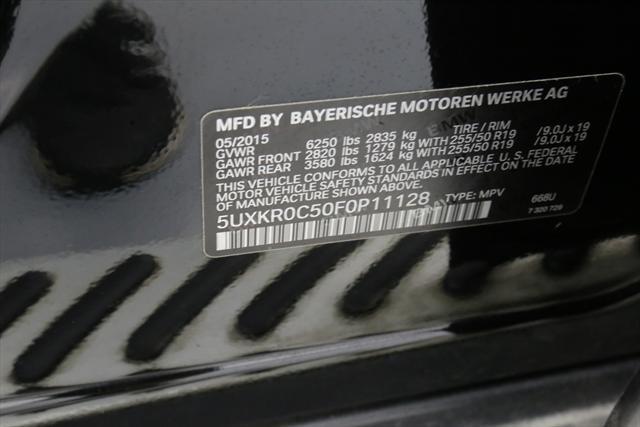 MFD BY BAYERISCHE MOTOREN WERKE AG
05/2015 TIRE / RIM
GVWR 6250 lbs 2835 kg
GAWR FRONT 2820 lbs 1279 kg WITH 255/50 R19 /9.0J x 19
GAWR REAR 3580 lbs 1624 kg WITH 255/50 R19 /9.0J x 19
THIS VEHICLE CONFORMS TO ALL APPLICABLE U. S. FEDERAL
MOTOR VEHICLE SAFETY STANDARDS IN EFFECT ON THE DATE
OF MANUFACTURE SHOWN ABOVE
5UXKR0C50F0P11128 TYPE: MPV 668U
7 320 729